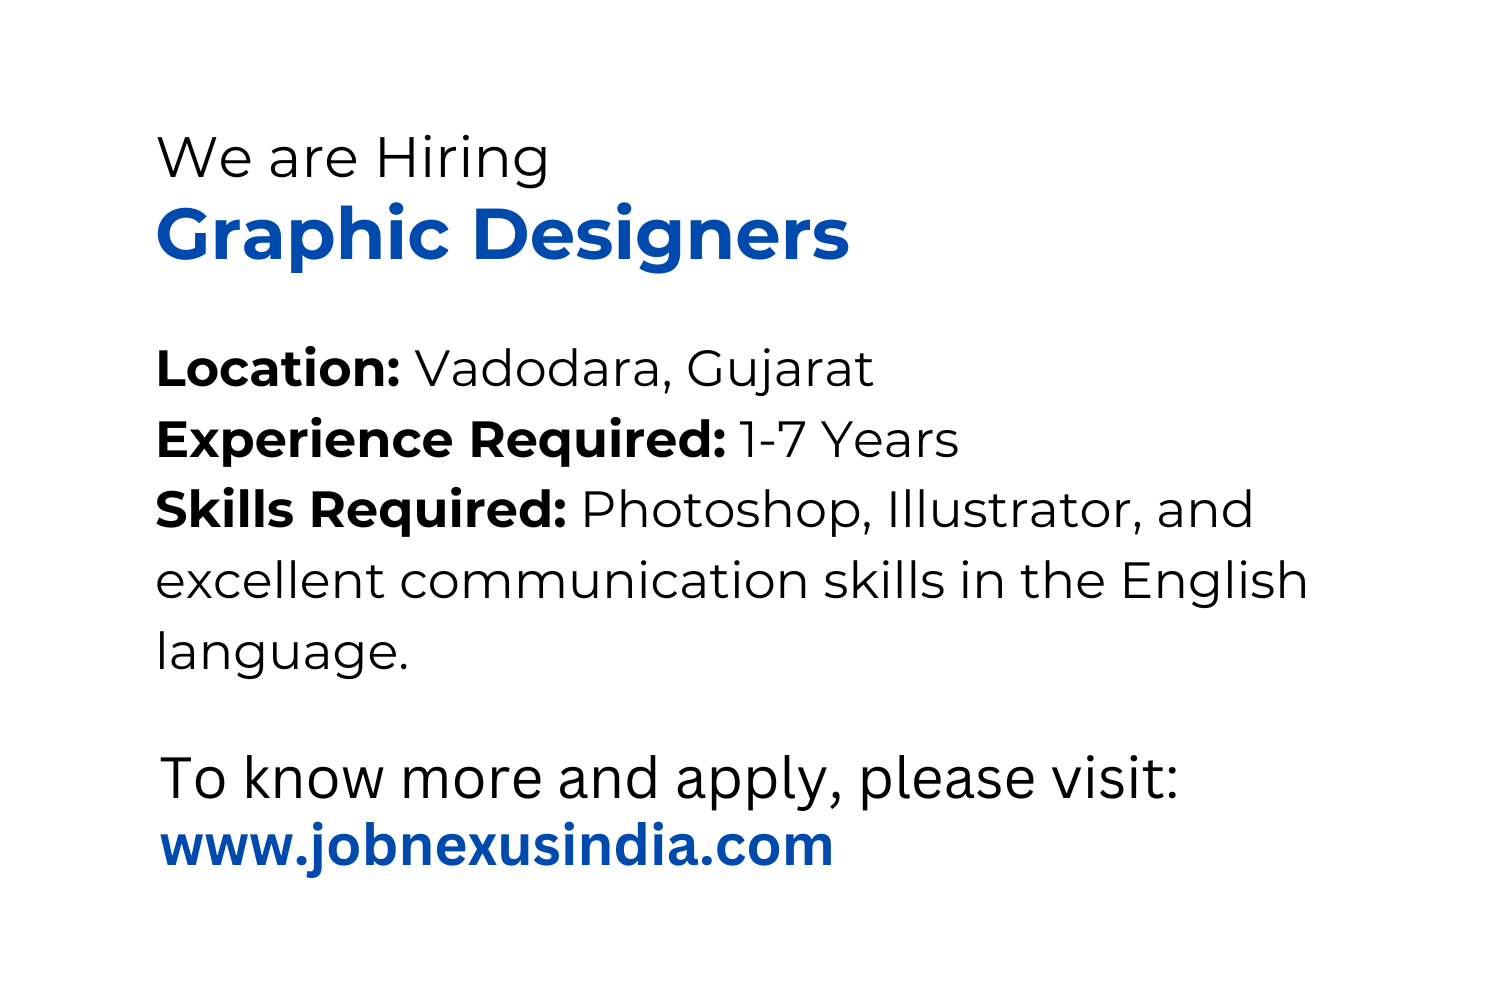 We are Hiring
Graphic Designers
Location: Vadodara, Gujarat
Experience Required: 1-7 Years
Skills Required: Photoshop, Illustrator, and
excellent communication skills in the English
language.
To know more and apply, please visit:
www.jobnexusindia.com